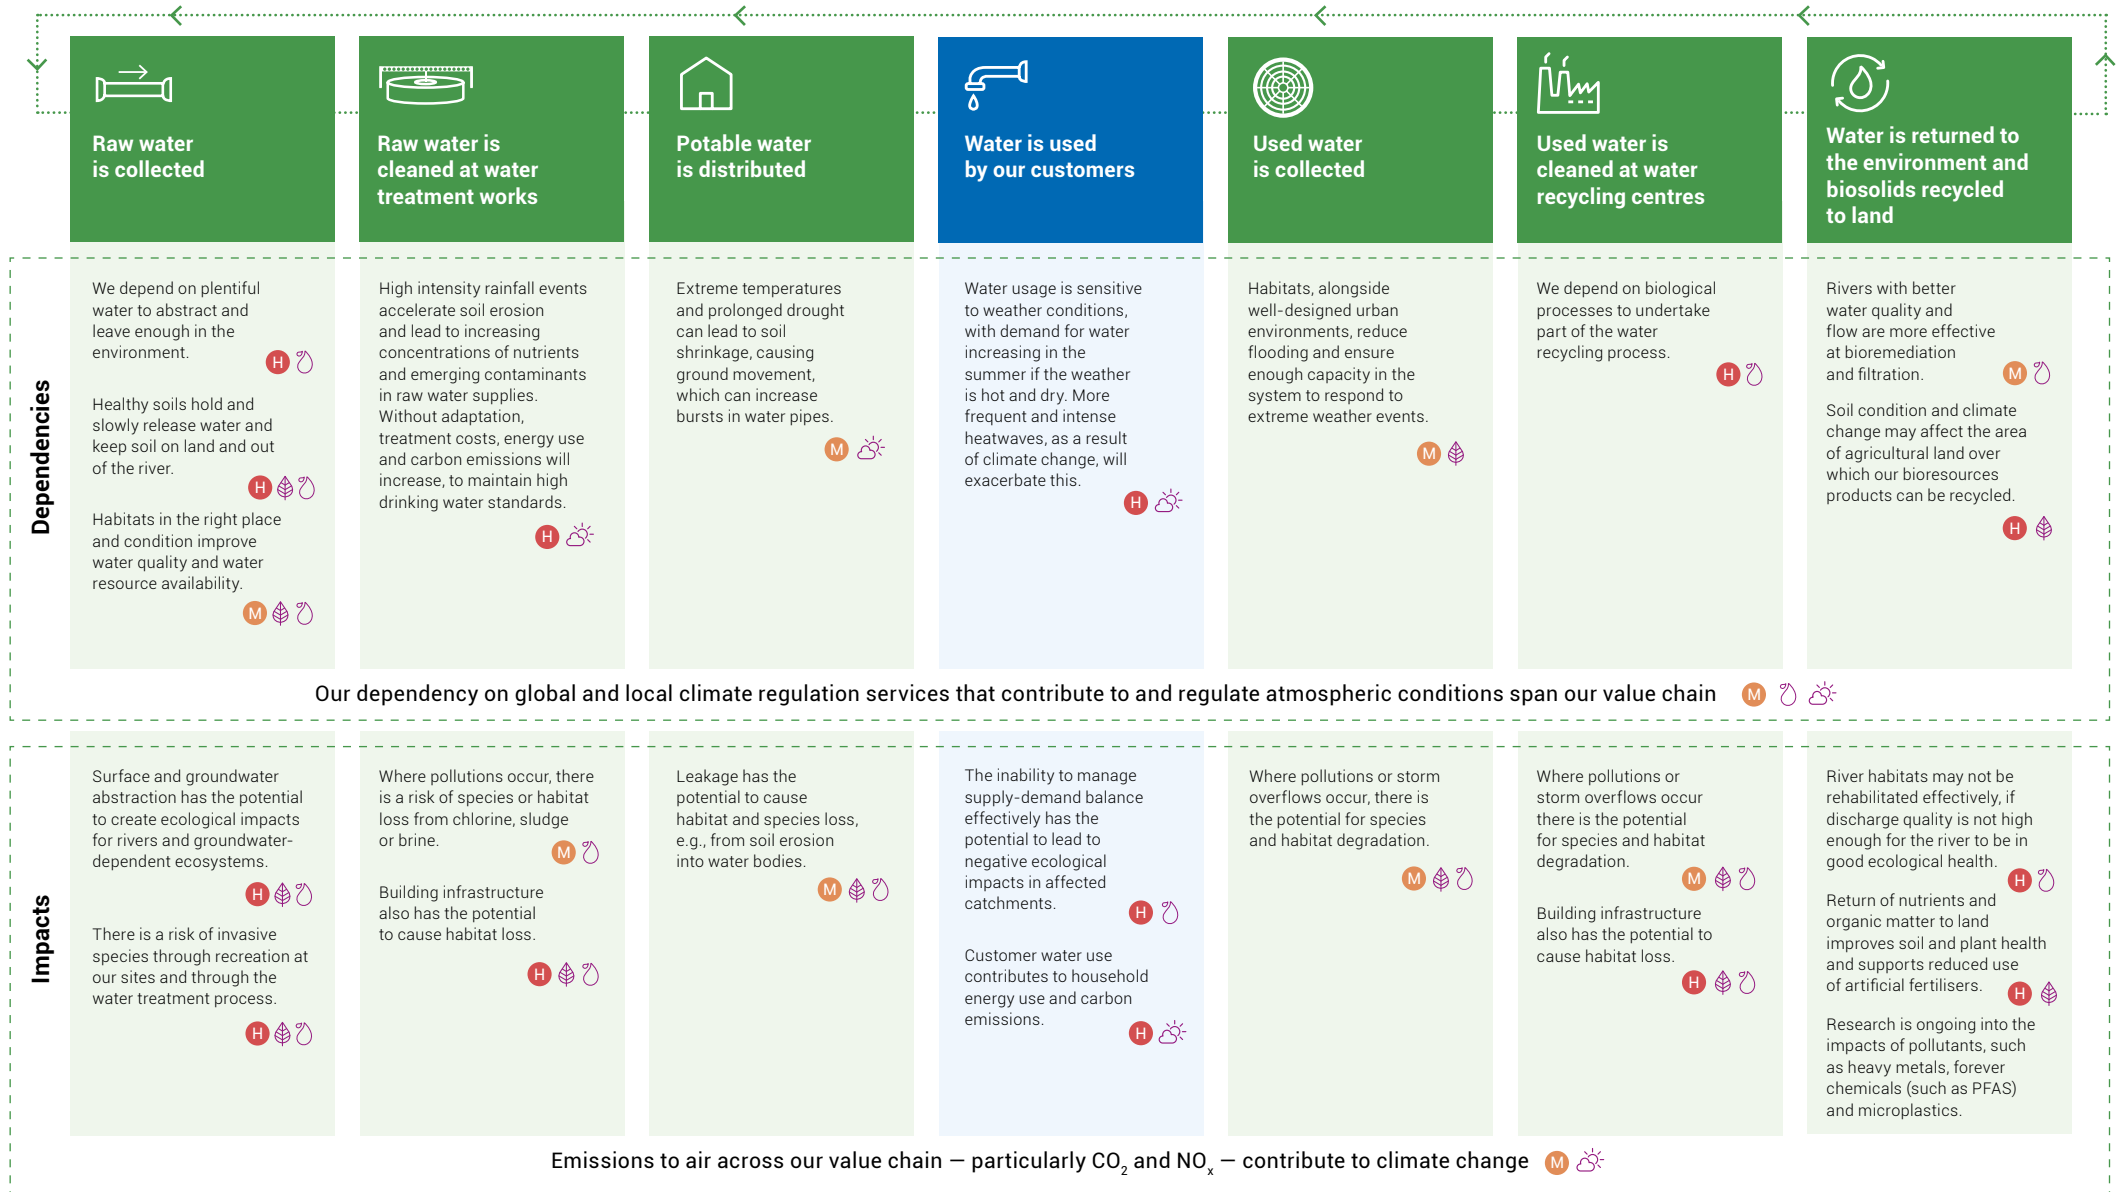 Raw water
is collected
Raw water is
cleaned at water
treatment works
Potable water
is distributed
Water is used
by our customers
Used water
is collected
Used water is
cleaned at water
recycling centres
Water is returned to
the environment and
biosolids recycled
to land
Dependencies
We depend on plentiful
water to abstract and
leave enough in the
environment.
H
Healthy soils hold and
slowly release water and
keep soil on land and out
of the river.
H
Habitats in the right place
and condition improve
water quality and water
resource availability.
M
High intensity rainfall events
accelerate soil erosion
and lead to increasing
concentrations of nutrients
and emerging contaminants
in raw water supplies.
Without adaptation,
treatment costs, energy use
and carbon emissions will
increase, to maintain high
drinking water standards.
H
Extreme temperatures
and prolonged drought
can lead to soil
shrinkage, causing
ground movement,
which can increase
bursts in water pipes.
M
Water usage is sensitive
to weather conditions,
with demand for water
increasing in the
summer if the weather
is hot and dry. More
frequent and intense
heatwaves, as a result
of climate change, will
exacerbate this.
H
Habitats, alongside
well-designed urban
environments, reduce
flooding and ensure
enough capacity in the
system to respond to
extreme weather events.
M
We depend on biological
processes to undertake
part of the water
recycling process.
H
Rivers with better
water quality and
flow are more effective
at bioremediation
and filtration.
M
Soil condition and climate
change may affect the area
of agricultural land over
which our bioresources
products can be recycled.
H
Our dependency on global and local climate regulation services that contribute to and regulate atmospheric conditions span our value chain M
Impacts
Surface and groundwater
abstraction has the potential
to create ecological impacts
for rivers and groundwater-
dependent ecosystems.
H
There is a risk of invasive
species through recreation at
our sites and through the
water treatment process.
H
Where pollutions occur, there
is a risk of species or habitat
loss from chlorine, sludge
or brine.
M
Building infrastructure
also has the potential
to cause habitat loss.
H
Leakage has the
potential to cause
habitat and species loss,
e.g., from soil erosion
into water bodies.
M
The inability to manage
supply-demand balance
effectively has the
potential to lead to
negative ecological
impacts in affected
catchments.
H
Customer water use
contributes to household
energy use and carbon
emissions.
H
Where pollutions or storm
overflows occur, there is
the potential for species
and habitat degradation.
M
Where pollutions or
storm overflows occur
there is the potential
for species and habitat
degradation.
M
Building infrastructure
also has the potential to
cause habitat loss.
H
River habitats may not be
rehabilitated effectively, if
discharge quality is not high
enough for the river to be in
good ecological health.
H
Return of nutrients and
organic matter to land
improves soil and plant health
and supports reduced use
of artificial fertilisers.
H
Research is ongoing into the
impacts of pollutants, such
as heavy metals, forever
chemicals (such as PFAS)
and microplastics.
Emissions to air across our value chain — particularly CO₂ and NOₓ — contribute to climate change M